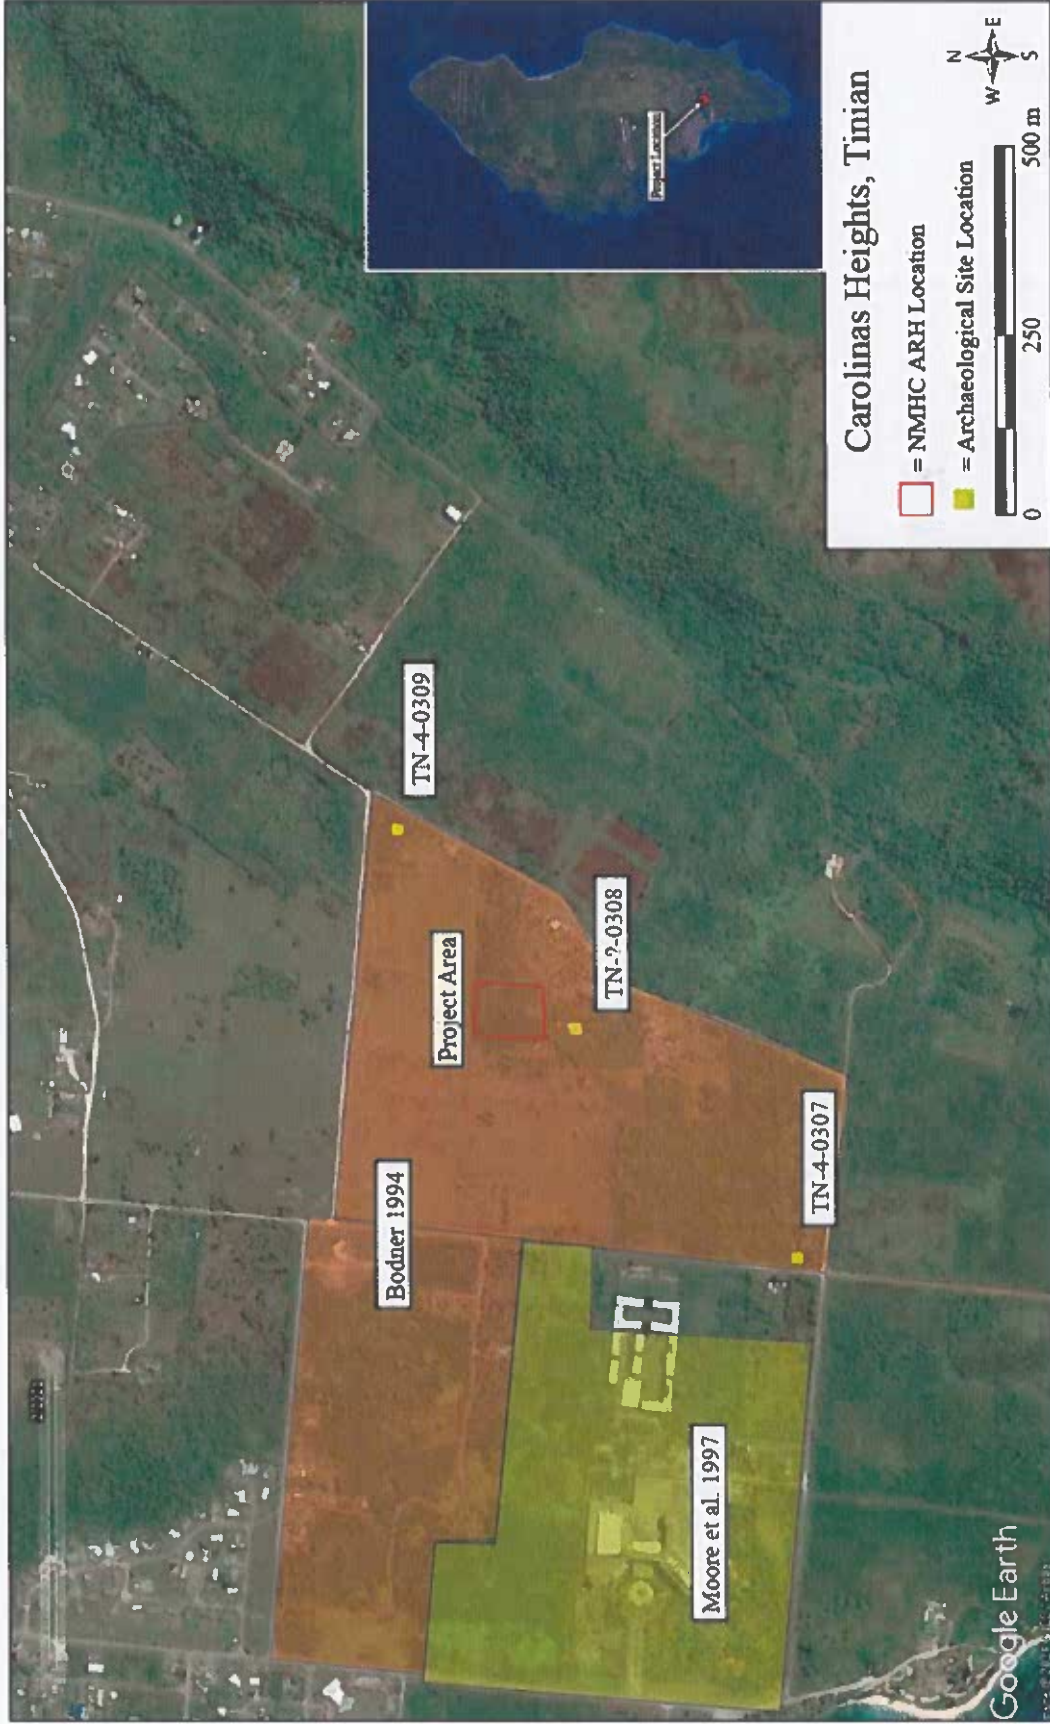 Project Location
Carolinas Heights, Tinian
= NMHC ARH Location
= Archaeological Site Location
0 250 500 m
N
E
S
W
TN-4-0309
Project Area
TN-?-0308
Bodner 1994
TN-4-0307
Moore et al. 1997
Google Earth